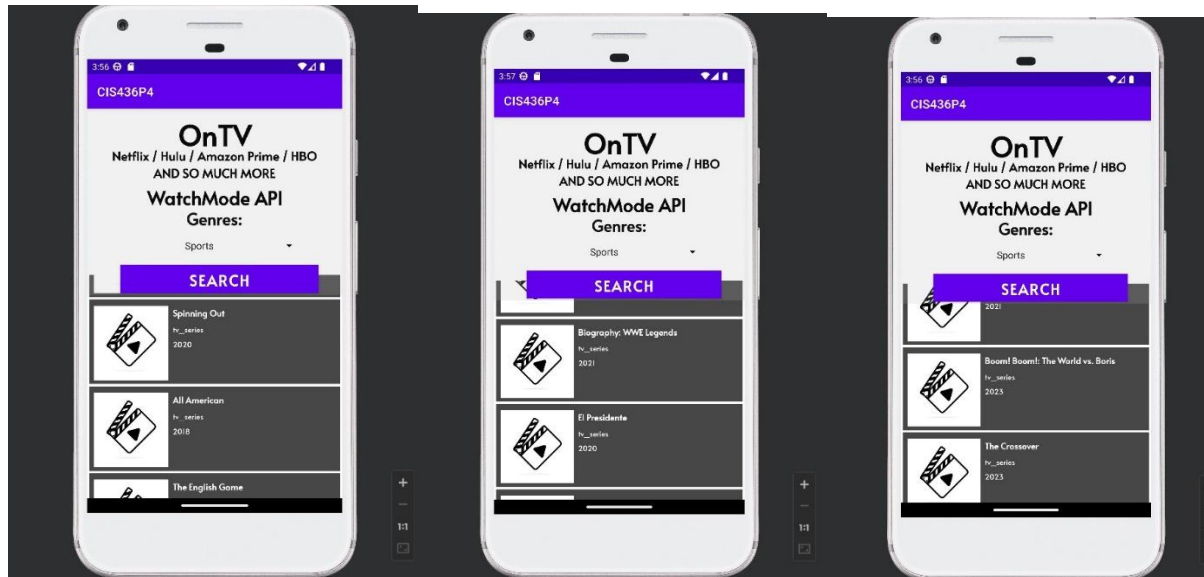 3:56
CIS436P4
OnTV
Netflix / Hulu / Amazon Prime / HBO
AND SO MUCH MORE
WatchMode API
Genres:
Sports
SEARCH
Spinning Out
tv_series
2020
All American
tv_series
2018
The English Game
1:1
3:57
CIS436P4
OnTV
Netflix / Hulu / Amazon Prime / HBO
AND SO MUCH MORE
WatchMode API
Genres:
Sports
SEARCH
Biography: WWE Legends
tv_series
2021
El Presidente
tv_series
2020
1:1
3:56
CIS436P4
OnTV
Netflix / Hulu / Amazon Prime / HBO
AND SO MUCH MORE
WatchMode API
Genres:
Sports
SEARCH
2021
Boom! Boom!: The World vs. Boris
tv_series
2023
The Crossover
tv_series
2023